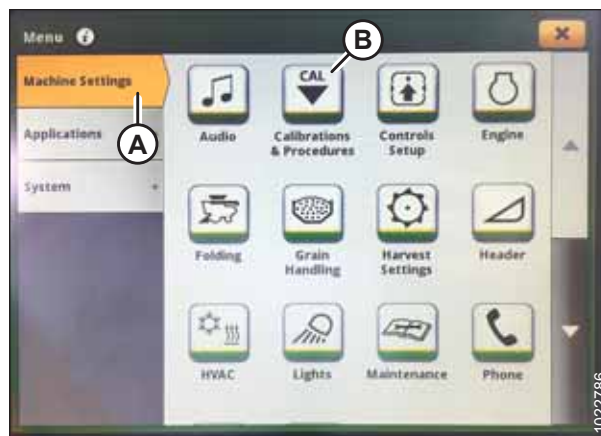 Menu i
B
Machine Settings
CAL
A
Applications
Audio
Calibrations
& Procedures
Controls
Setup
Engine
System
Folding
Grain
Handling
Harvest
Settings
Header
HVAC
Lights
Maintenance
Phone
1022786